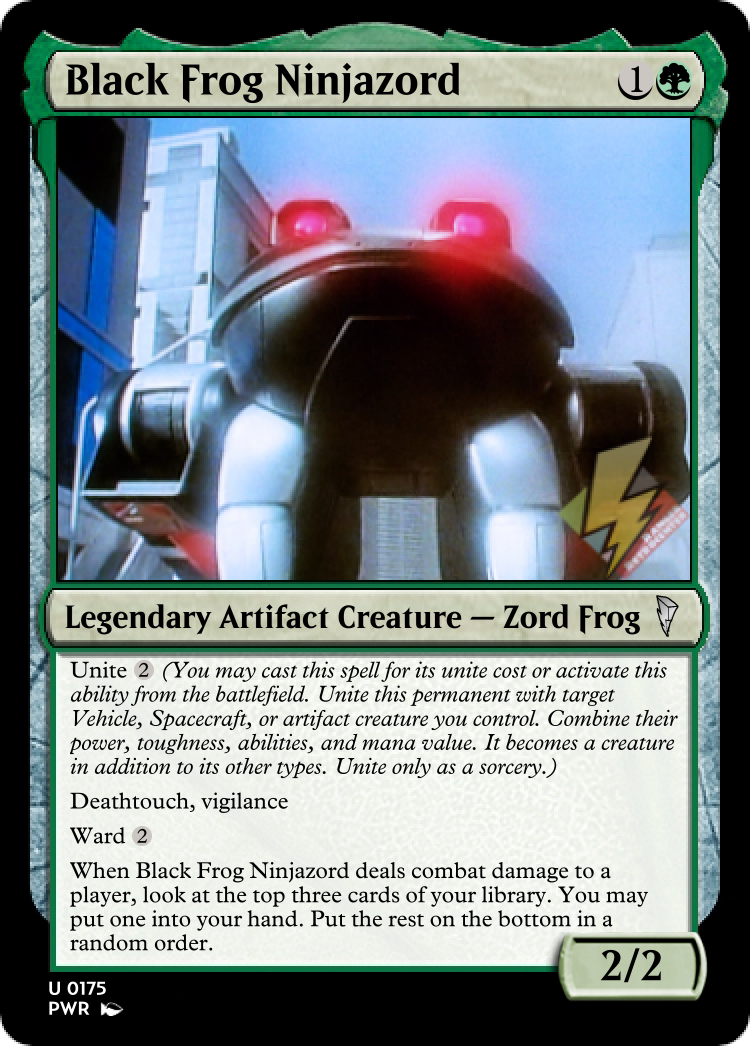 Black Frog Ninjazord 1
Legendary Artifact Creature — Zord Frog
Unite 2 (You may cast this spell for its unite cost or activate this
ability from the battlefield. Unite this permanent with target
Vehicle, Spacecraft, or artifact creature you control. Combine their
power, toughness, abilities, and mana value. It becomes a creature
in addition to its other types. Unite only as a sorcery.)
Deathtouch, vigilance
Ward 2
When Black Frog Ninjazord deals combat damage to a
player, look at the top three cards of your library. You may
put one into your hand. Put the rest on the bottom in a
random order.
2/2
U 0175
PWR